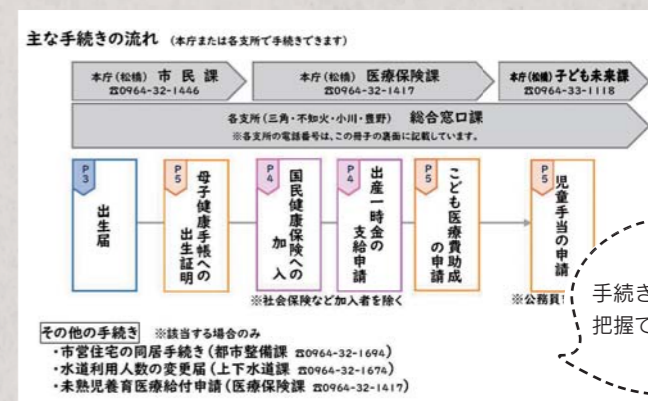 主な手続きの流れ (本庁または各支所で手続きできます)
本庁(松橋) 市民課
☎0964-32-1446
本庁(松橋) 医療保険課
☎0964-32-1417
本庁(松橋) 子ども未来課
☎0964-33-1118
各支所(三角・不知火・小川・豊野) 総合窓口課
※各支所の電話番号は、この冊子の裏面に記載しています。
P3
出生届
P5
母子健康手帳への
出生証明
P4
国民健康保険への
加入
P4
出産一時金の
支給申請
P5
こども医療費助成
の申請
P5
児童手当の申請
※社会保険など加入者を除く
※公務員
手続き
把握で
その他の手続き ※該当する場合のみ
・市営住宅の同居手続き(都市整備課 ☎0964-32-1694)
・水道利用人数の変更届(上下水道課 ☎0964-32-1674)
・未熟児養育医療給付申請(医療保険課 ☎0964-32-1417)